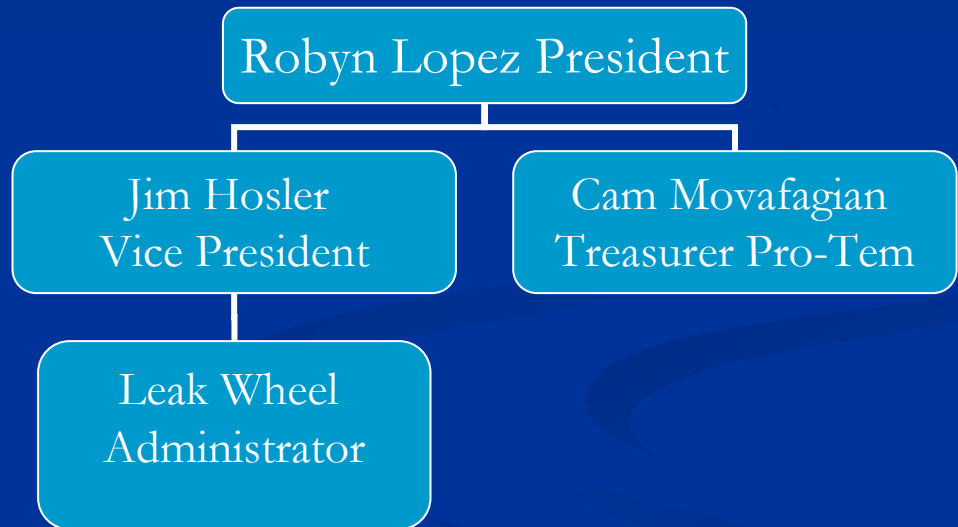 Robyn Lopez President
Jim Hosler
Vice President
Cam Movafagian
Treasurer Pro-Tem
Leak Wheel
Administrator